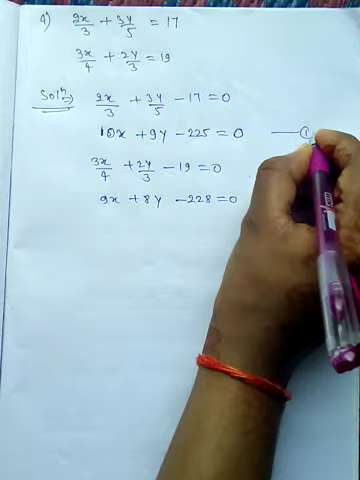 4) 2x/3 + 3y/5 = 17
3x/4 + 2y/3 = 19
Solⁿ:- 2x/3 + 3y/5 - 17 = 0
10x + 9y - 225 = 0 —①
3x/4 + 2y/3 - 19 = 0
9x + 8y - 228 = 0